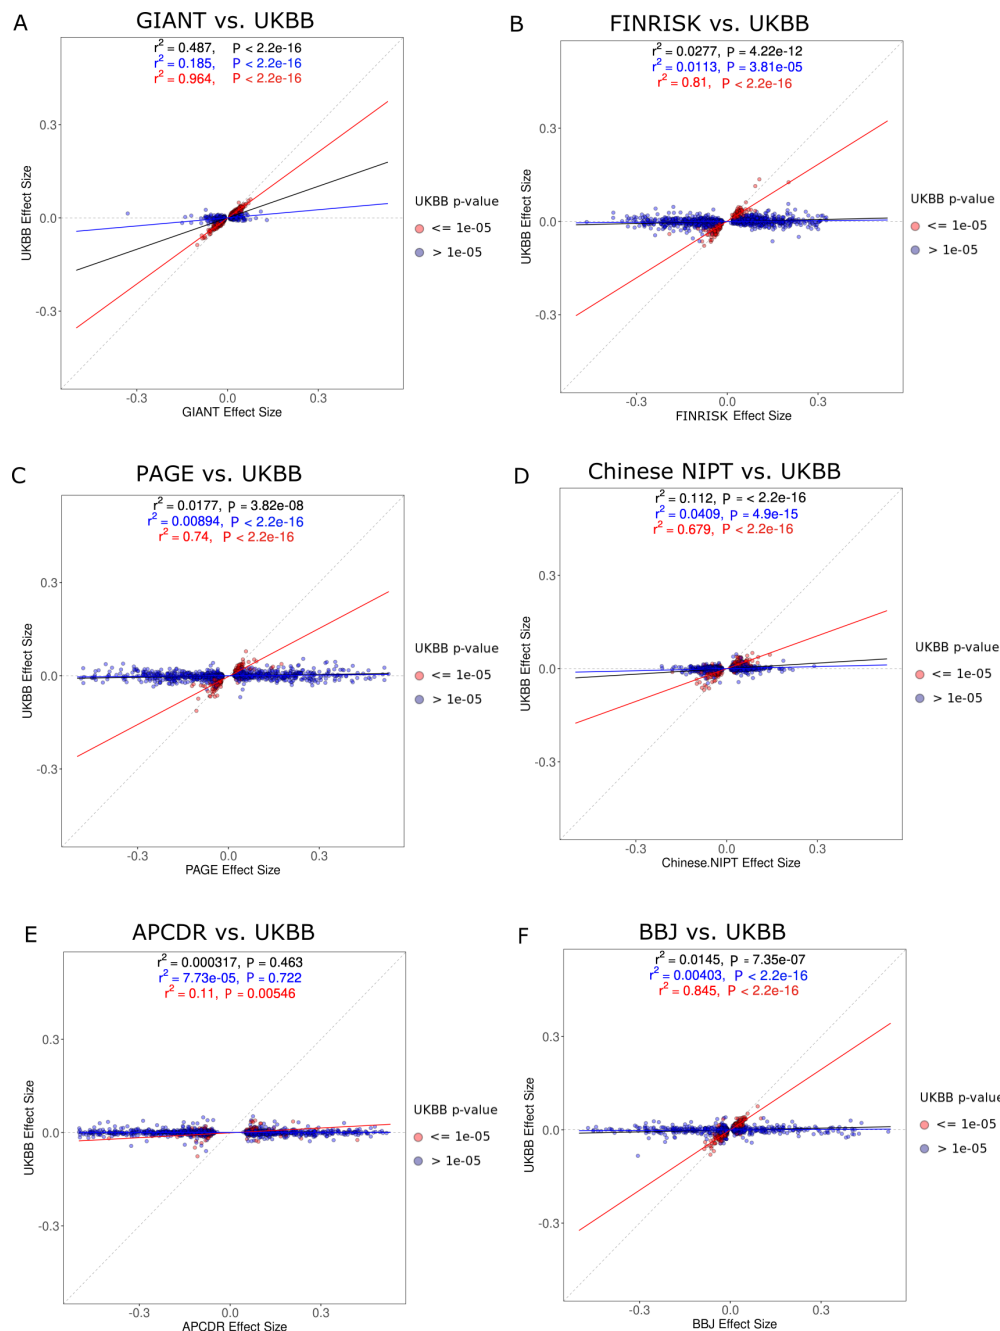 A
GIANT vs. UKBB
r2 = 0.487, P < 2.2e-16
r2 = 0.185, P < 2.2e-16
r2 = 0.964, P < 2.2e-16
0.3
0.0
-0.3
UKBB Effect Size
-0.3 0.0 0.3
GIANT Effect Size
UKBB p-value
<= 1e-05
> 1e-05
B
FINRISK vs. UKBB
r2 = 0.0277, P = 4.22e-12
r2 = 0.0113, P = 3.81e-05
r2 = 0.81, P < 2.2e-16
0.3
0.0
-0.3
UKBB Effect Size
-0.3 0.0 0.3
FINRISK Effect Size
UKBB p-value
<= 1e-05
> 1e-05
C
PAGE vs. UKBB
r2 = 0.0177, P = 3.82e-08
r2 = 0.00894, P < 2.2e-16
r2 = 0.74, P < 2.2e-16
0.3
0.0
-0.3
UKBB Effect Size
-0.3 0.0 0.3
PAGE Effect Size
UKBB p-value
<= 1e-05
> 1e-05
D
Chinese NIPT vs. UKBB
r2 = 0.112, P = < 2.2e-16
r2 = 0.0409, P = 4.9e-15
r2 = 0.679, P < 2.2e-16
0.3
0.0
-0.3
UKBB Effect Size
-0.3 0.0 0.3
Chinese.NIPT Effect Size
UKBB p-value
<= 1e-05
> 1e-05
E
APCDR vs. UKBB
r2 = 0.000317, P = 0.463
r2 = 7.73e-05, P = 0.722
r2 = 0.11, P = 0.00546
0.3
0.0
-0.3
UKBB Effect Size
-0.3 0.0 0.3
APCDR Effect Size
UKBB p-value
<= 1e-05
> 1e-05
F
BBJ vs. UKBB
r2 = 0.0145, P = 7.35e-07
r2 = 0.00403, P < 2.2e-16
r2 = 0.845, P < 2.2e-16
0.3
0.0
-0.3
UKBB Effect Size
-0.3 0.0 0.3
BBJ Effect Size
UKBB p-value
<= 1e-05
> 1e-05